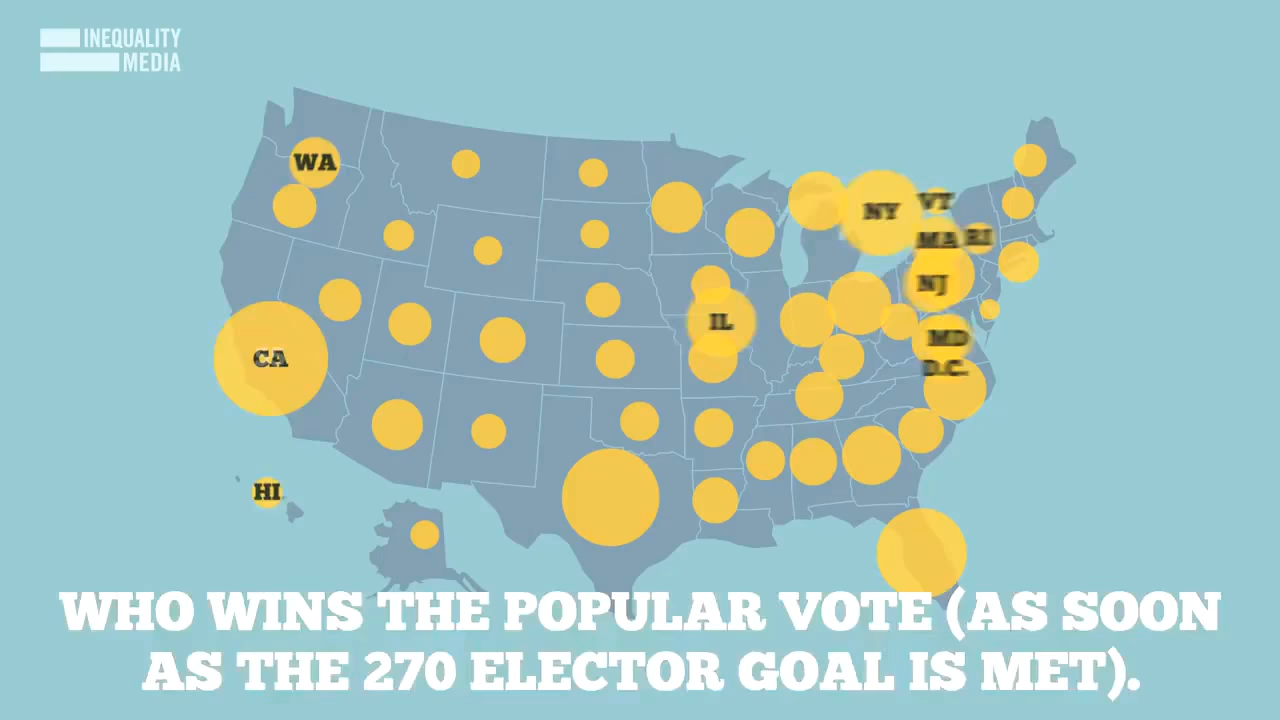 INEQUALITY
MEDIA
WA
NY
VT
MA
RI
NJ
IL
MD
CA
D.C.
HI
WHO WINS THE POPULAR VOTE (AS SOON
AS THE 270 ELECTOR GOAL IS MET).